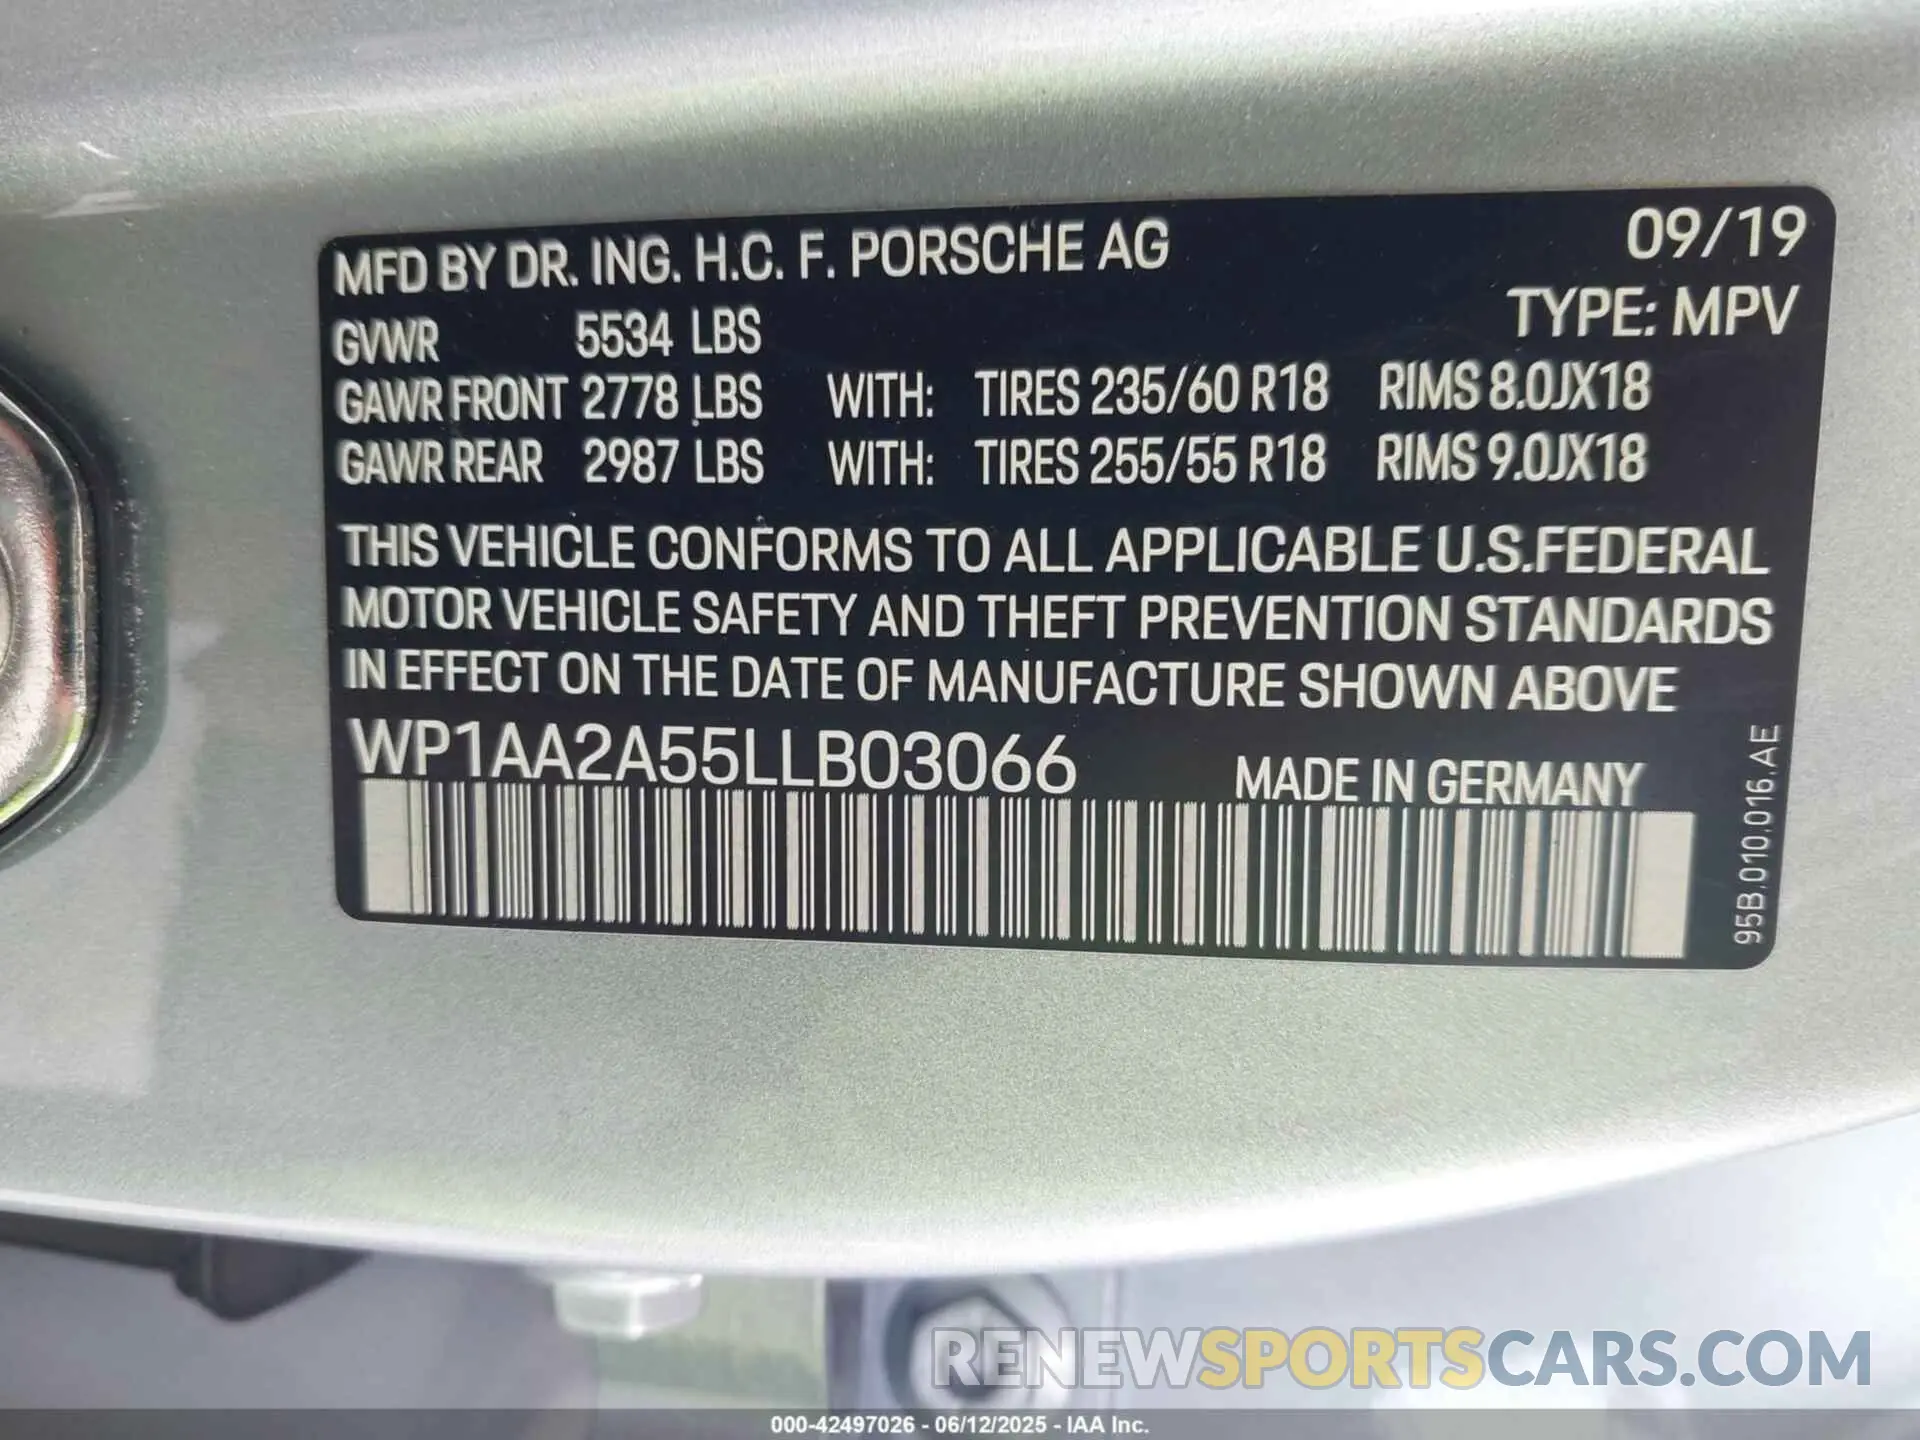 MFD BY DR. ING. H.C. F. PORSCHE AG 09/19
TYPE: MPV
GVWR 5534 LBS
GAWR FRONT 2778 LBS WITH: TIRES 235/60 R18 RIMS 8.0JX18
GAWR REAR 2987 LBS WITH: TIRES 255/55 R18 RIMS 9.0JX18
THIS VEHICLE CONFORMS TO ALL APPLICABLE U.S.FEDERAL
MOTOR VEHICLE SAFETY AND THEFT PREVENTION STANDARDS
IN EFFECT ON THE DATE OF MANUFACTURE SHOWN ABOVE
WP1AA2A55LLB03066
MADE IN GERMANY
95B.010.016.AE
RENEWSPORTSCARS.COM
000-42497026 - 06/12/2025 - IAA Inc.